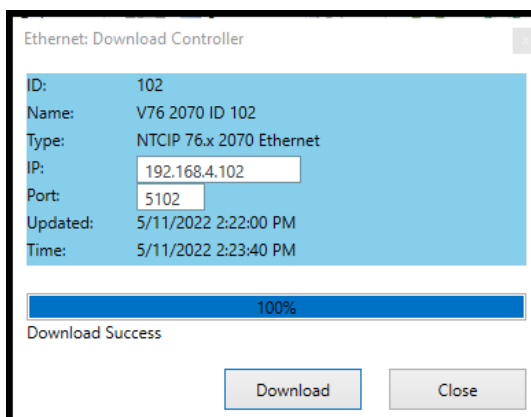 Ethernet: Download Controller
ID: 102
Name: V76 2070 ID 102
Type: NTCIP 76.x 2070 Ethernet
IP: 192.168.4.102
Port: 5102
Updated: 5/11/2022 2:22:00 PM
Time: 5/11/2022 2:23:40 PM
100%
Download Success
Download Close